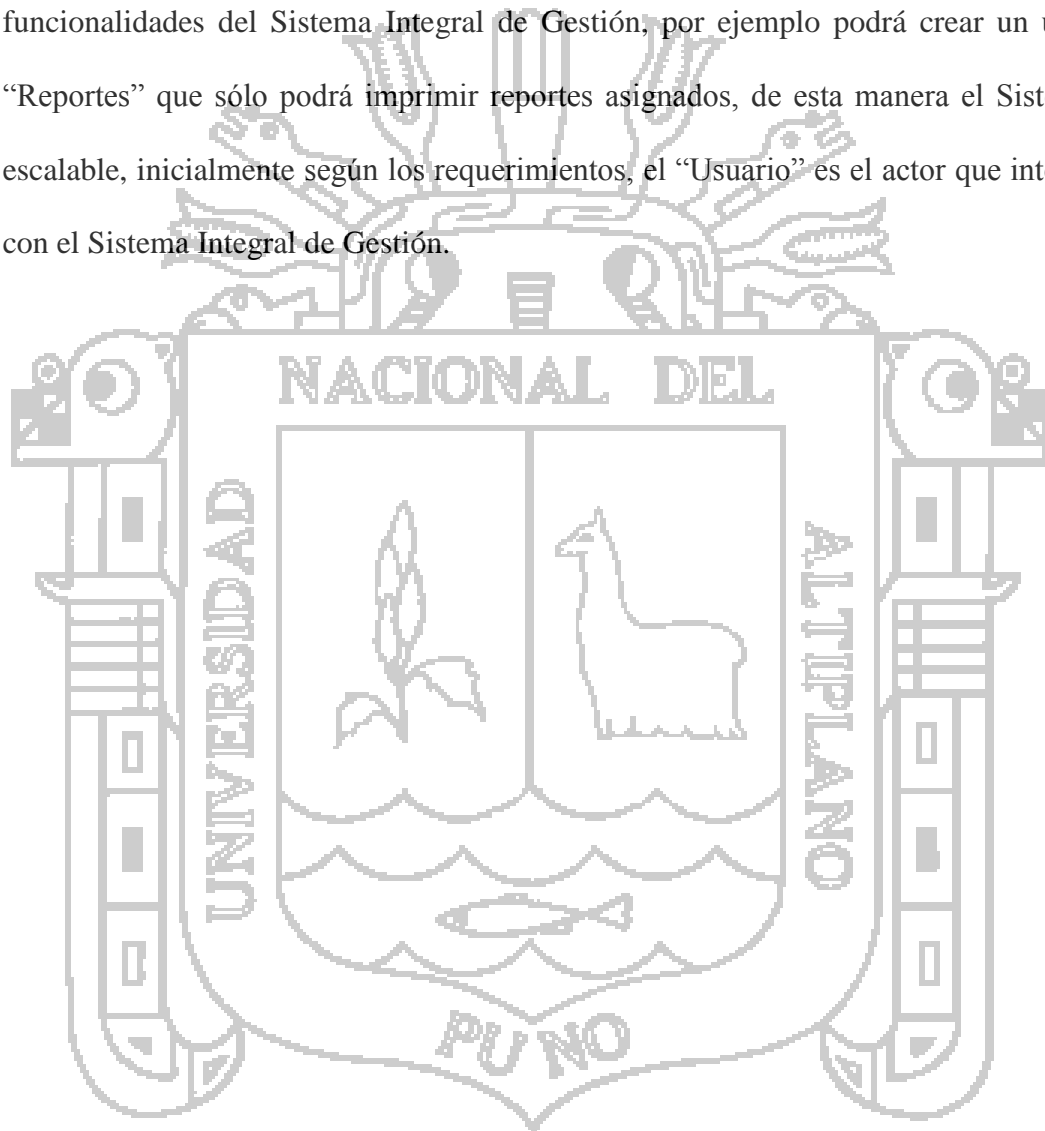 funcionalidades del Sistema Integral de Gestión, por ejemplo podrá crear un
“Reportes” que sólo podrá imprimir reportes asignados, de esta manera el
escalable, inicialmente según los requerimientos, el “Usuario” es el actor que
con el Sistema Integral de Gestión.
NACIONAL DEL
UNIVERSIDAD
ALTIPLANO
PUNO